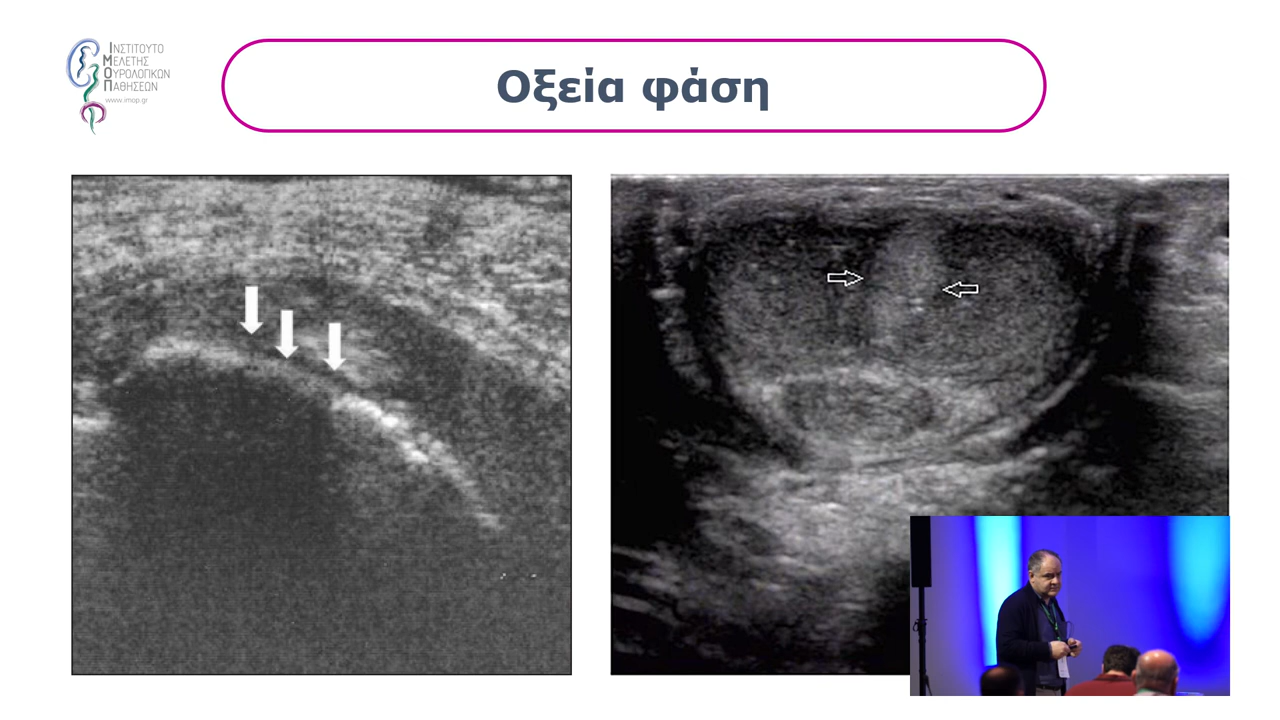 ΙΝΣΤΙΤΟΥΤΟ
ΜΕΛΕΤΗΣ
ΟΥΡΟΛΟΓΙΚΩΝ
ΠΑΘΗΣΕΩΝ
www.imop.gr
Οξεία φάση